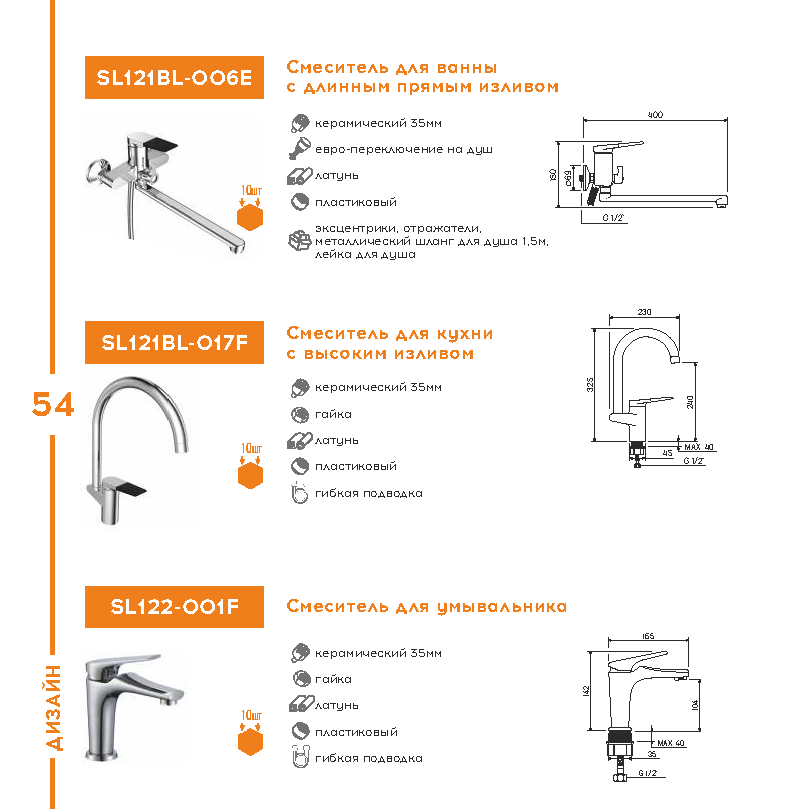 SL121BL-006E
Смеситель для ванны
с длинным прямым изливом
керамический 35мм
евро-переключение на душ
латунь
пластиковый
эксцентрики, отражатели,
металлический шланг для душа 1,5м,
лейка для душа
10шт
400
150
69
G 1/2"
SL121BL-017F
Смеситель для кухни
с высоким изливом
керамический 35мм
гайка
латунь
пластиковый
гибкая подводка
10шт
230
325
240
MAX 40
45
G 1/2"
54
SL122-001F
Смеситель для умывальника
керамический 35мм
гайка
латунь
пластиковый
гибкая подводка
10шт
165
142
104
MAX 40
35
G 1/2"
ДИЗАЙН